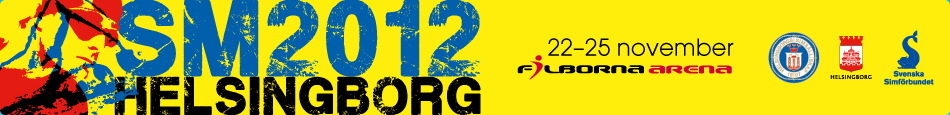 SM2012
HELSINGBORG
22–25 november
FILBORNA ARENA
HELSINGBORG
Svenska
Simförbundet